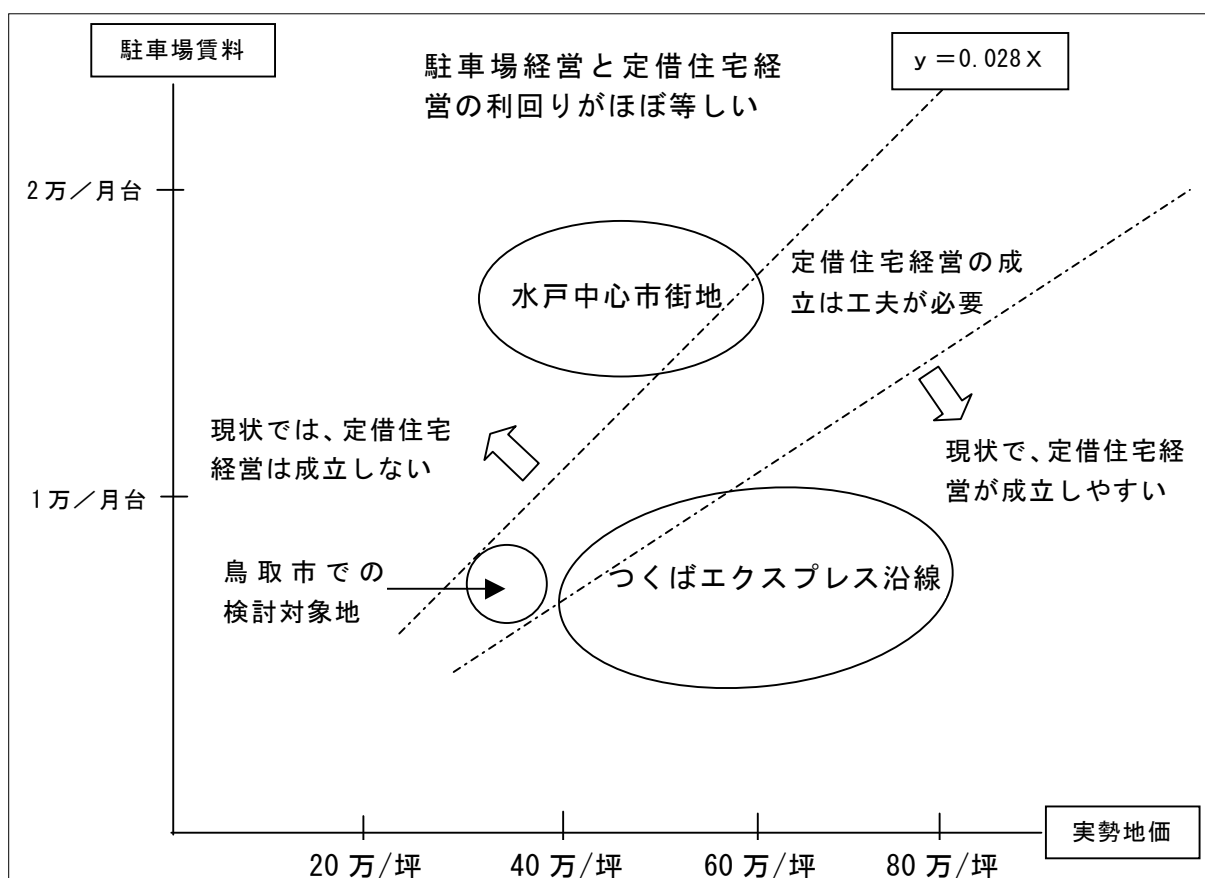 駐車場賃料
駐車場経営と定借住宅経
営の利回りがほぼ等しい
y=0.028X
2万/月台
水戸中心市街地
定借住宅経営の成
立は工夫が必要
現状では、定借住宅
経営は成立しない
現状で、定借住宅経
営が成立しやすい
1万/月台
鳥取市での
検討対象地
つくばエクスプレス沿線
実勢地価
20万/坪
40万/坪
60万/坪
80万/坪